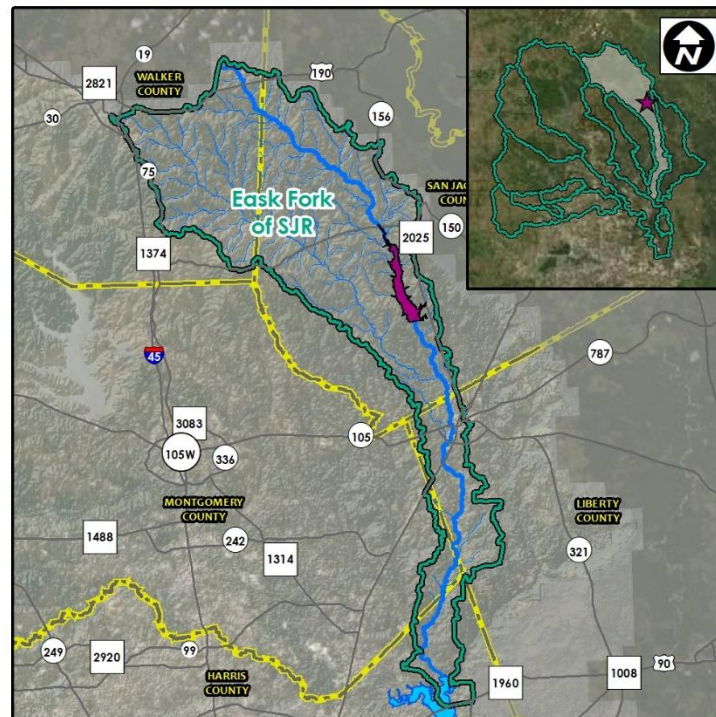 19
2821
WALKER
COUNTY
190
30
156
75
Eask Fork
of SJR
SAN JAC
COUN
150
2025
1374
45
787
3083
105
105W
336
MONTGOMERY
COUNTY
LIBERTY
COUNTY
1488
242
1314
321
249
2920
99
HARRIS
COUNTY
1960
1008
90
N